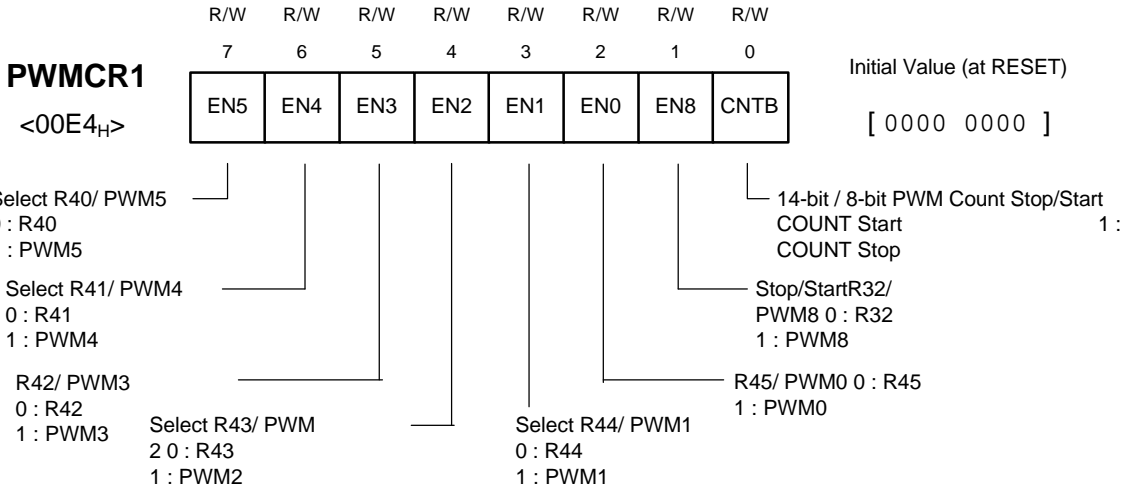 R/W R/W R/W R/W R/W R/W R/W R/W
7 6 5 4 3 2 1 0
PWMCR1
<00E4H>
EN5 EN4 EN3 EN2 EN1 EN0 EN8 CNTB
Initial Value (at RESET)
[ 0000 0000 ]
Select R40/ PWM5
0 : R40
: PWM5
14-bit / 8-bit PWM Count Stop/Start
COUNT Start 1 :
COUNT Stop
Select R41/ PWM4
0 : R41
1 : PWM4
Stop/StartR32/
PWM8 0 : R32
1 : PWM8
R42/ PWM3
0 : R42
1 : PWM3
R45/ PWM0 0 : R45
1 : PWM0
Select R43/ PWM
2 0 : R43
1 : PWM2
Select R44/ PWM1
0 : R44
1 : PWM1